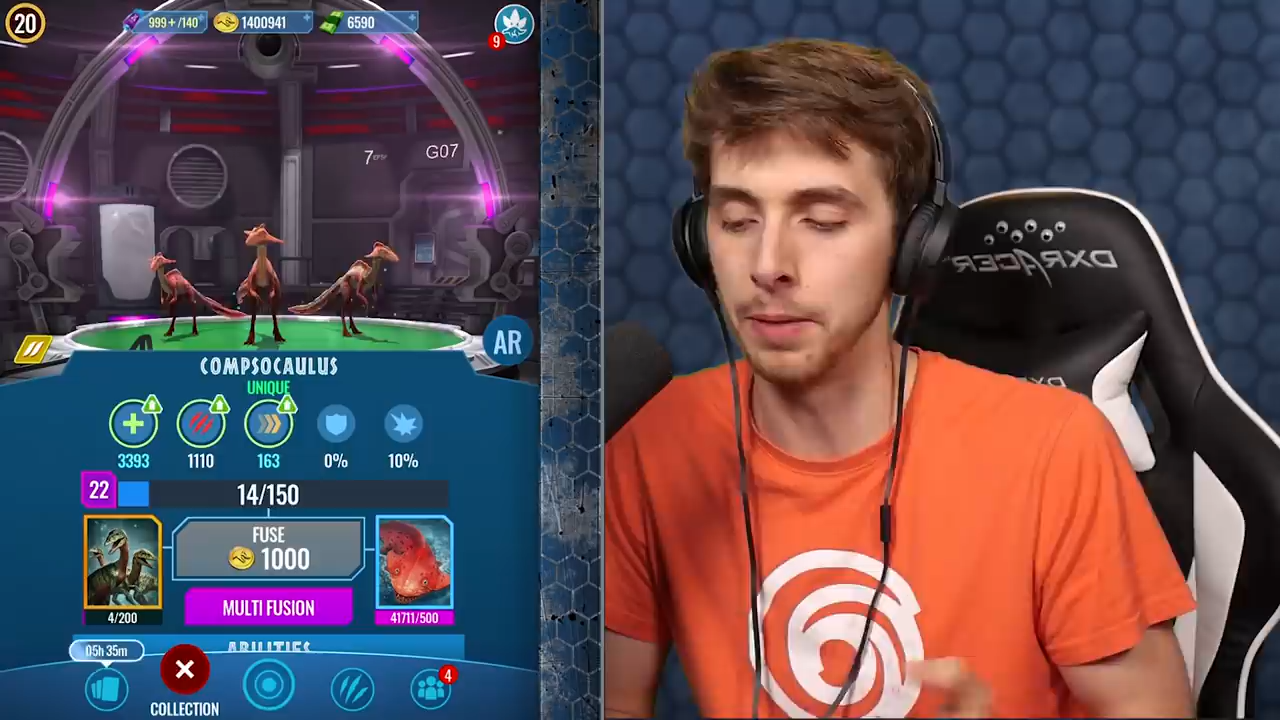 20
999+/140
1400941
6590
9
7
G07
AR
COMPSOCAULUS
UNIQUE
3393
1110
163
0%
10%
22
14/150
FUSE
1000
MULTI FUSION
4/200
41711/500
ABILITIES
05h 35m
4
COLLECTION
DXRACER